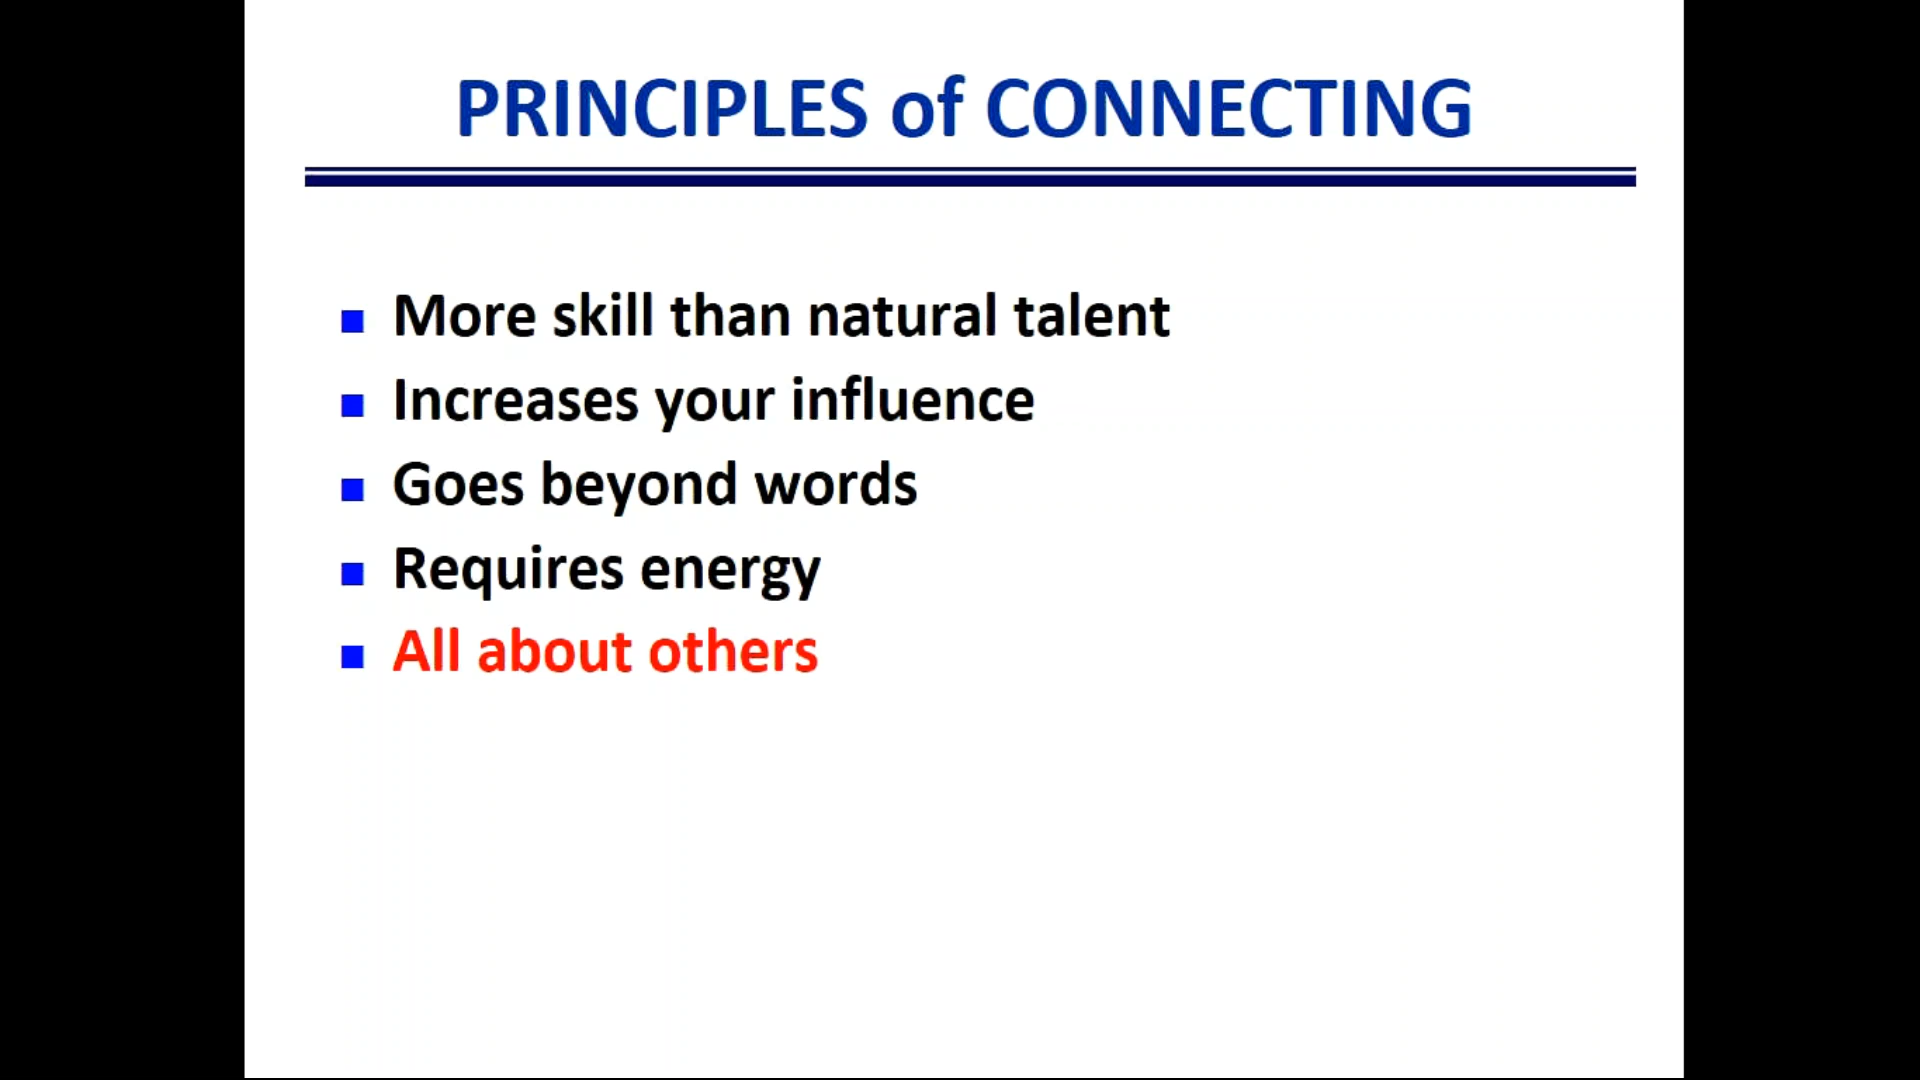 PRINCIPLES of CONNECTING
More skill than natural talent
Increases your influence
Goes beyond words
Requires energy
All about others